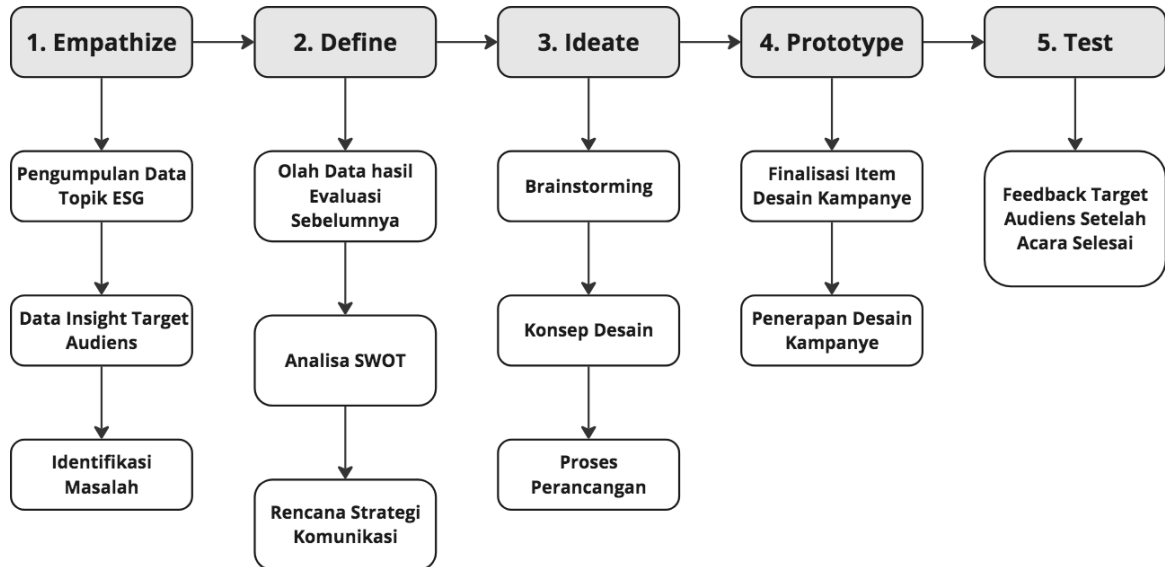 1. Empathize
2. Define
3. Ideate
4. Prototype
5. Test
Pengumpulan Data
Topik ESG
Data Insight Target
Audiens
Identifikasi
Masalah
Olah Data hasil
Evaluasi
Sebelumnya
Analisa SWOT
Rencana Strategi
Komunikasi
Brainstorming
Konsep Desain
Proses
Perancangan
Finalisasi Item
Desain Kampanye
Penerapan Desain
Kampanye
Feedback Target
Audiens Setelah
Acara Selesai